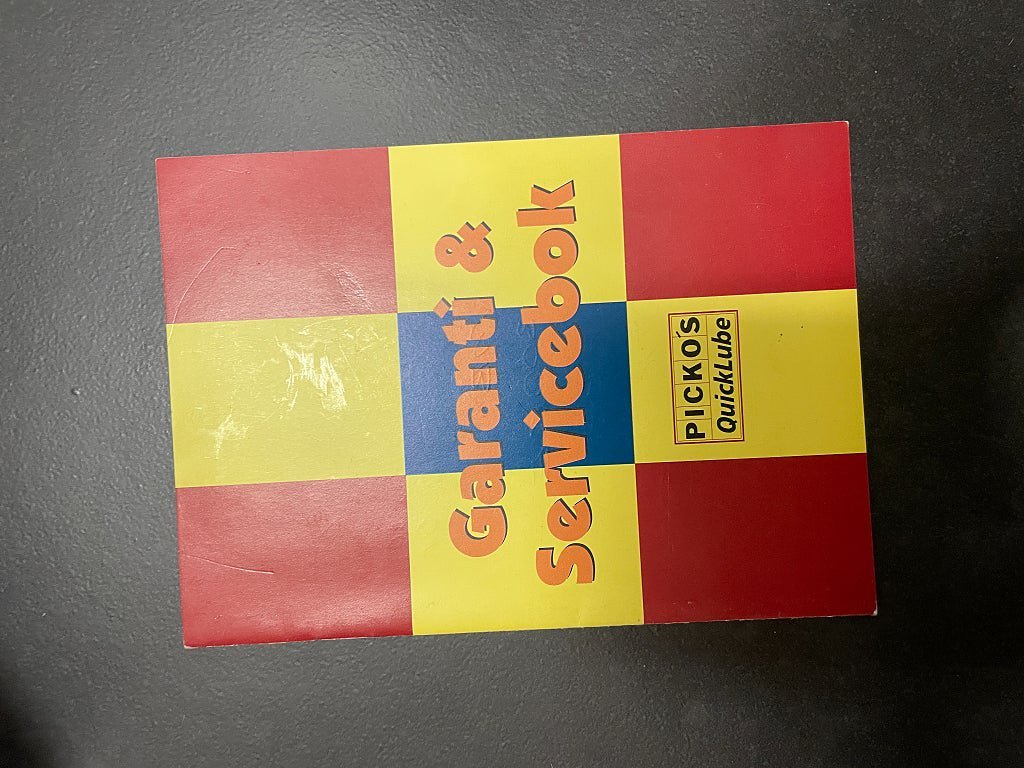 Garanti &
Servicebok
PICKO's
QuickLube